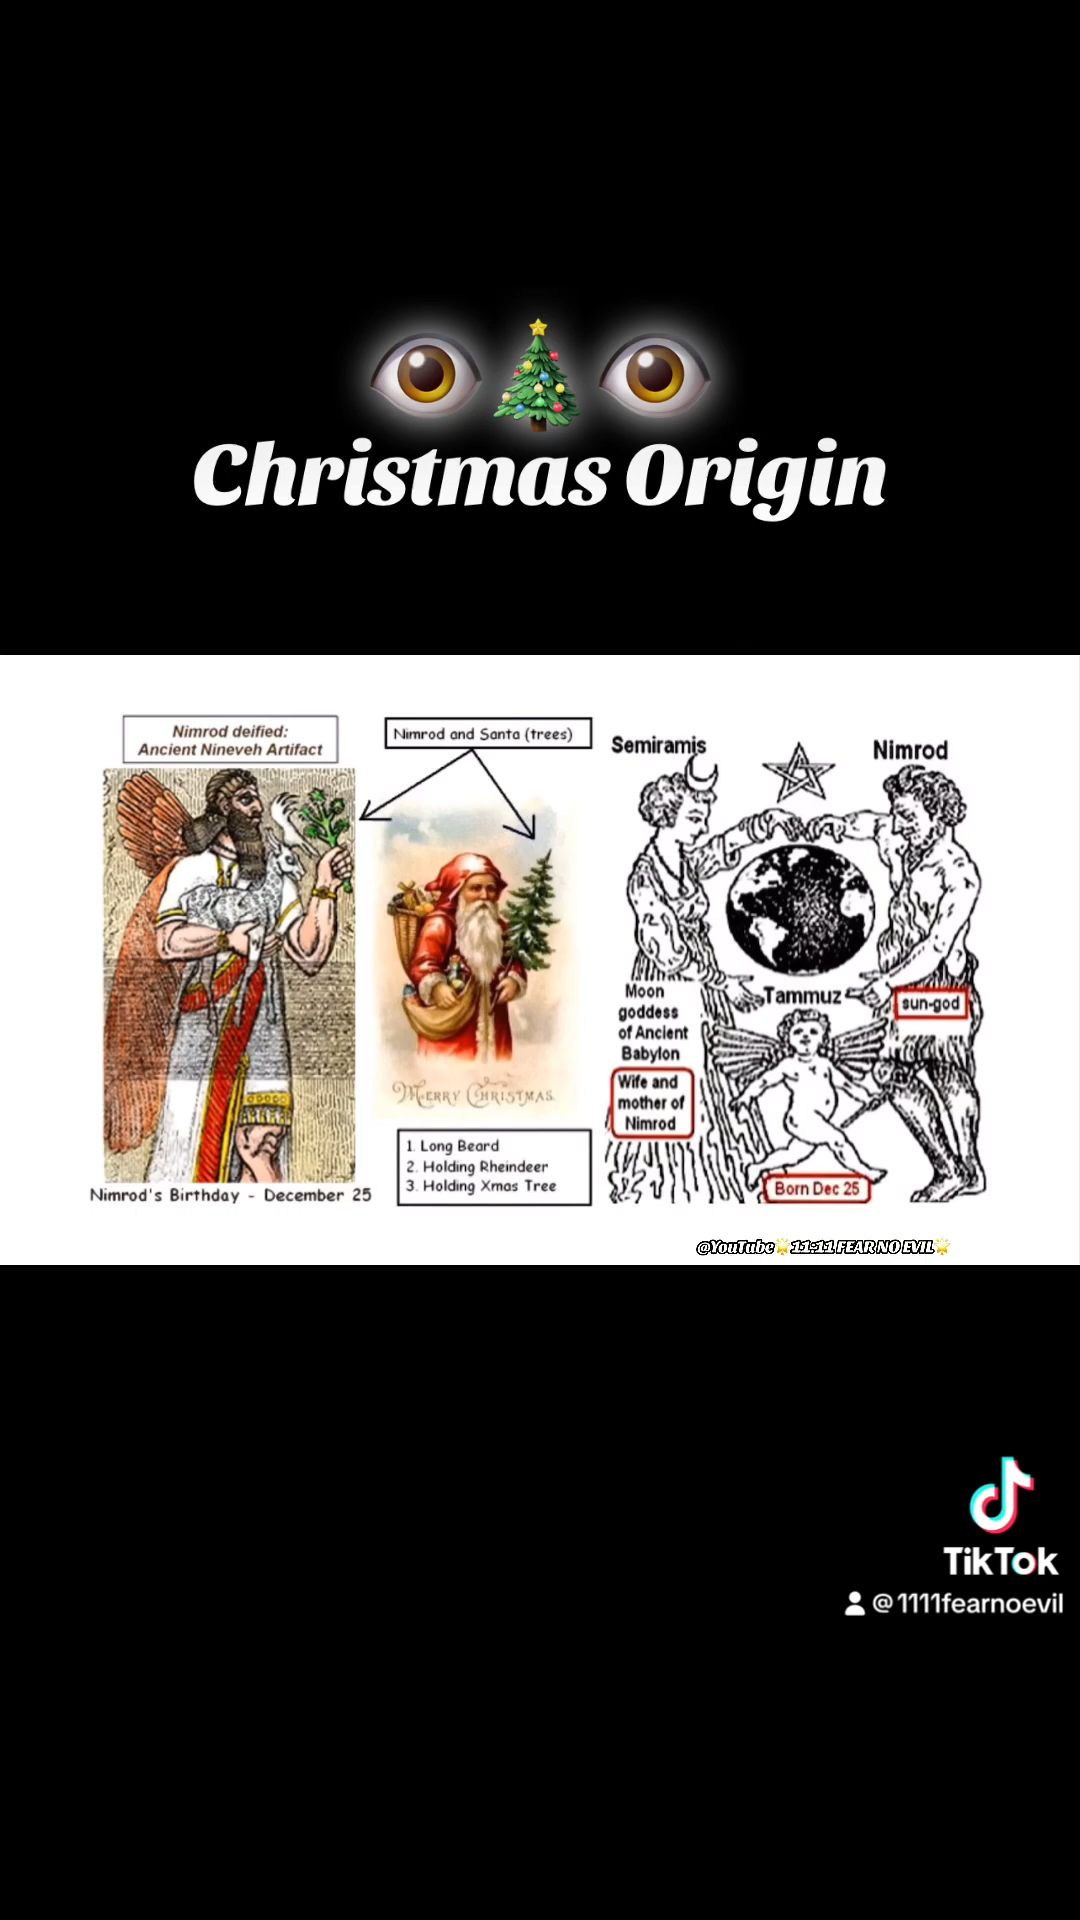 Christmas Origin
Nimrod deified:
Ancient Nineveh Artifact
Nimrod's Birthday - December 25
Nimrod and Santa (trees)
MERRY CHRISTMAS.
1. Long Beard
2. Holding Rheindeer
3. Holding Xmas Tree
Semiramis
Nimrod
Moon
goddess
of Ancient
Babylon
Wife and
mother of
Nimrod
Tammuz
sun-god
Born Dec 25
@YouTube🌟11:11 FEAR NO EVIL🌟
TikTok
@1111fearnoevil